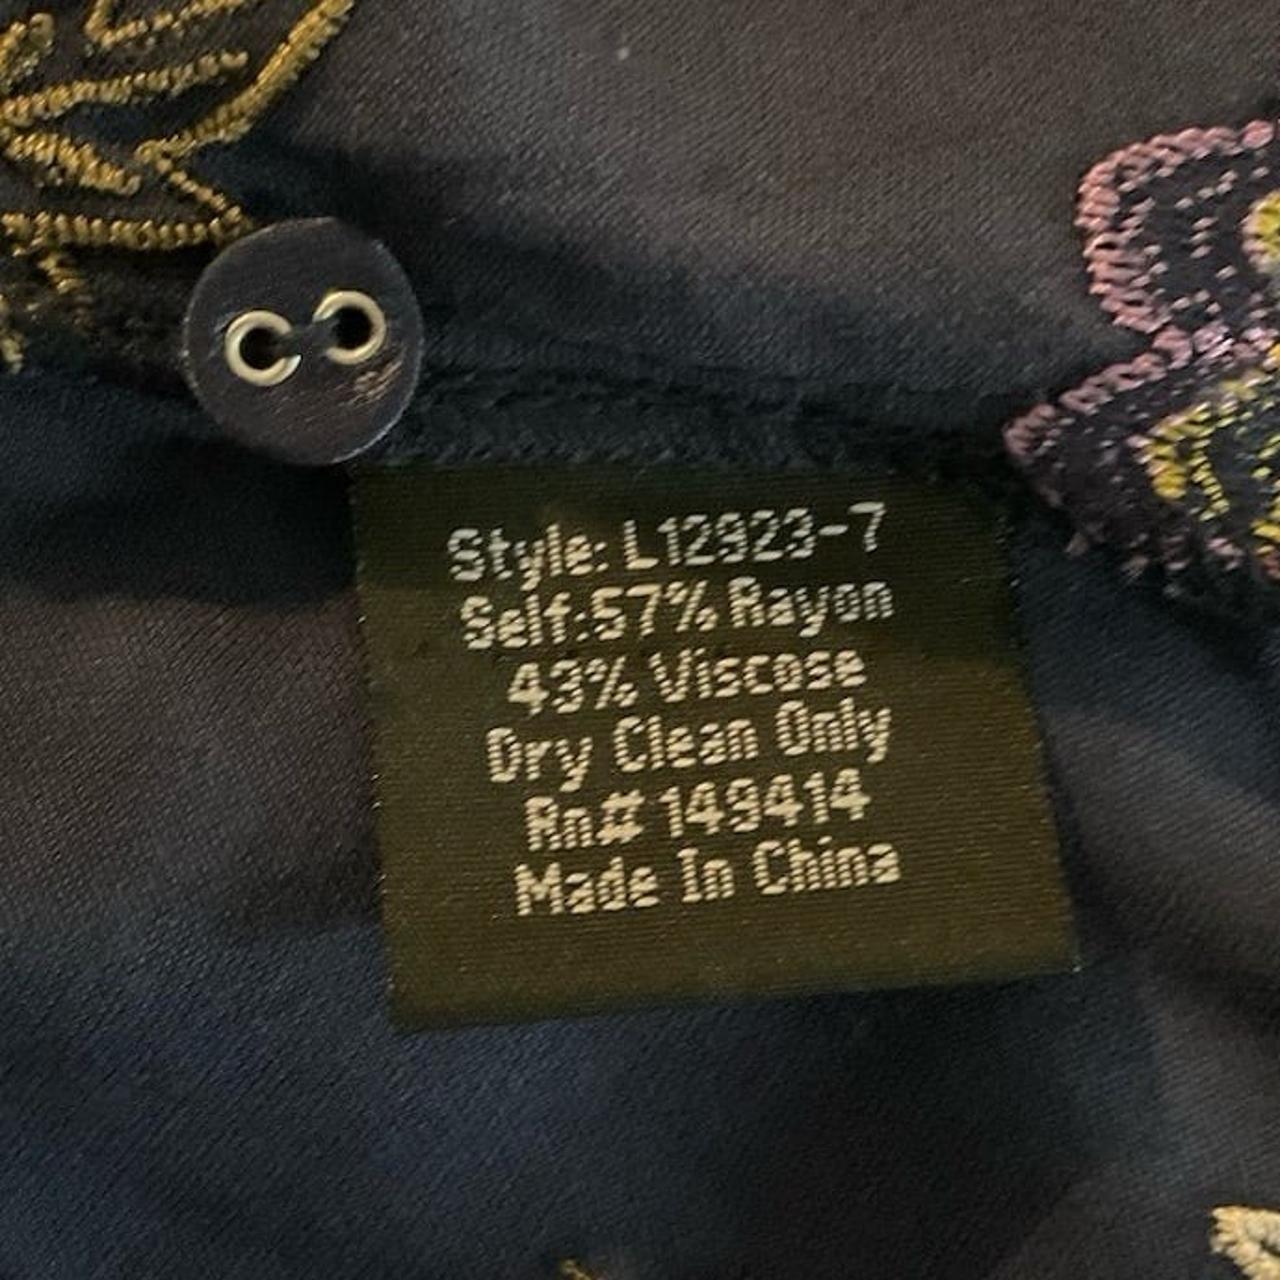 Style: L12923-7
Self:57% Rayon
43% Viscose
Dry Clean Only
Rn# 149414
Made In China